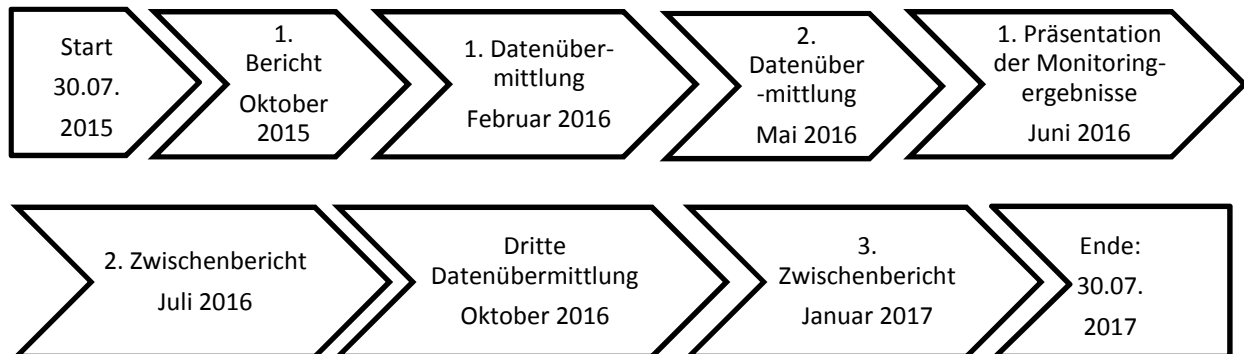 Start
30.07.
2015
1.
Bericht
Oktober
2015
1. Datenüber-
mittlung
Februar 2016
2.
Datenüber
-mittlung
Mai 2016
1. Präsentation
der Monitoring-
ergebnisse
Juni 2016
2. Zwischenbericht
Juli 2016
Dritte
Datenübermittlung
Oktober 2016
3.
Zwischenbericht
Januar 2017
Ende:
30.07.
2017